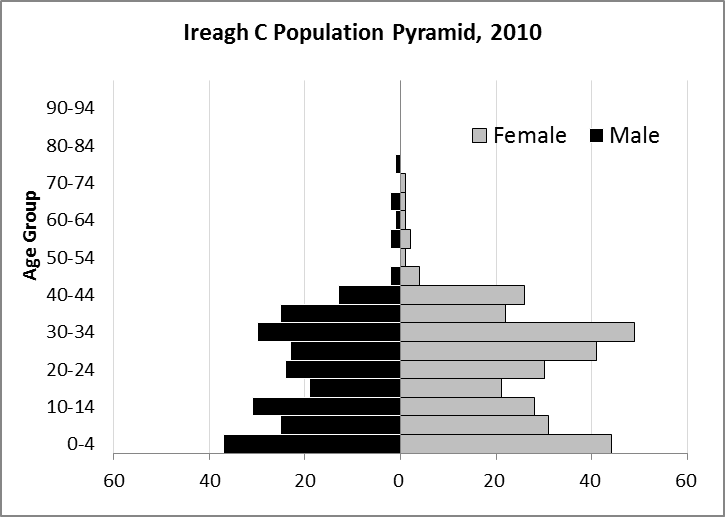 Ireagh C Population Pyramid, 2010
Female Male
Age Group
90-94
80-84
70-74
60-64
50-54
40-44
30-34
20-24
10-14
0-4
60 40 20 0 20 40 60